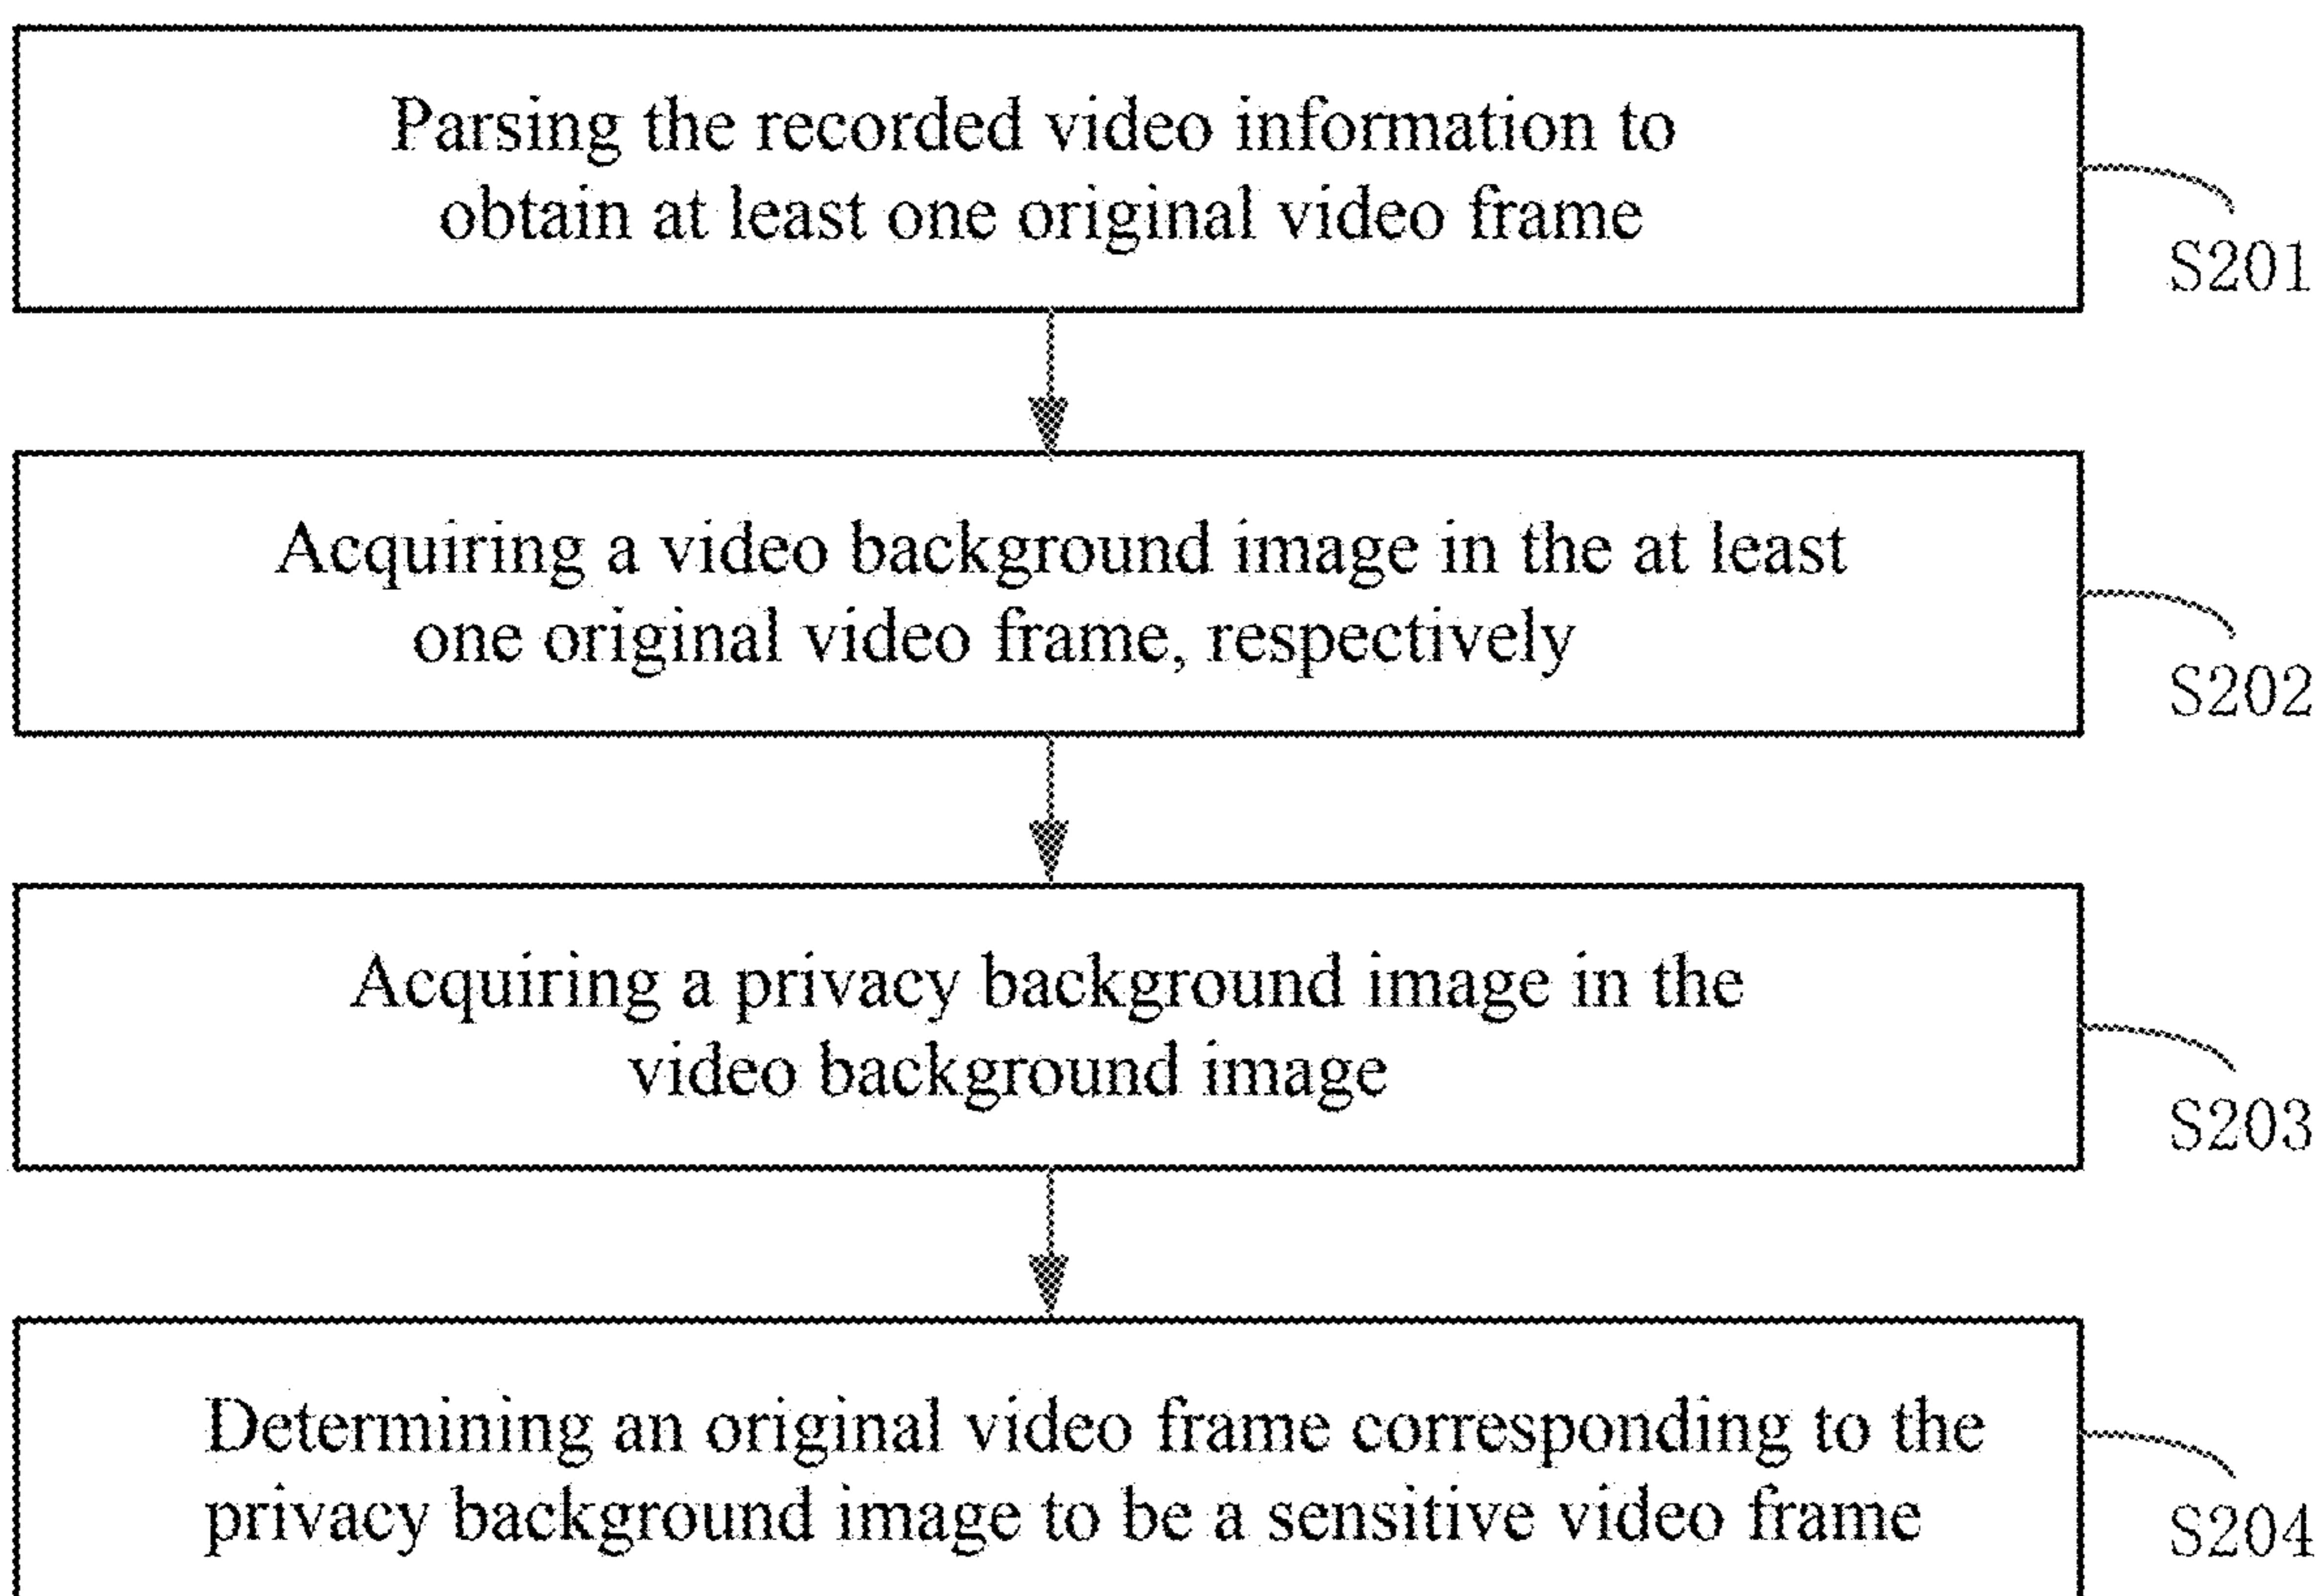 Parsing the recorded video information to
obtain at least one original video frame
S201
Acquiring a video background image in the at least
one original video frame, respectively
S202
Acquiring a privacy background image in the
video background image
S203
Determining an original video frame corresponding to the
privacy background image to be a sensitive video frame
S204